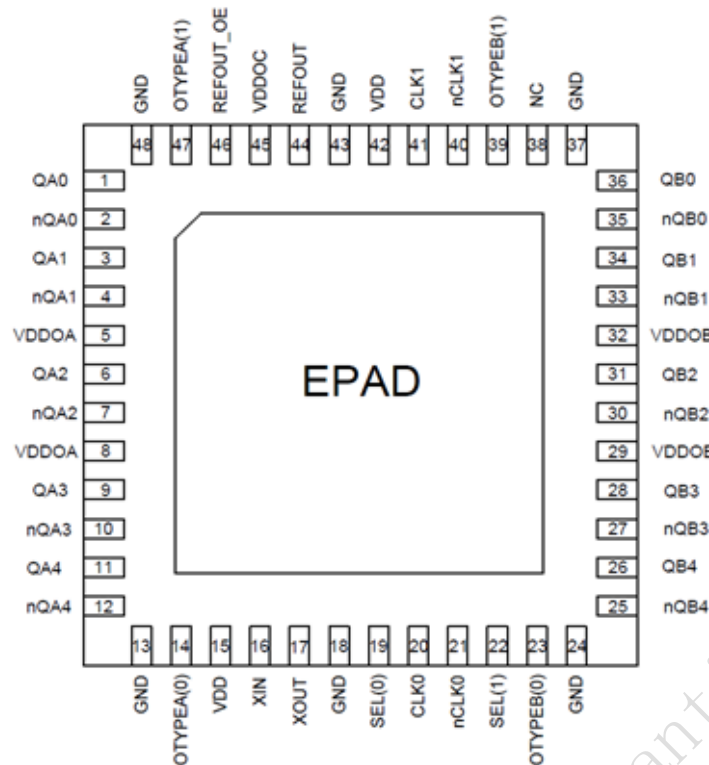 GND
OTYPEA(1)
REFOUT_OE
VDDOC
REFOUT
GND
VDD
CLK1
nCLK1
OTYPEB(1)
NC
GND
48 47 46 45 44 43 42 41 40 39 38 37
QA0 1 36 QB0
nQA0 2 35 nQB0
QA1 3 34 QB1
nQA1 4 33 nQB1
VDDOA 5 32 VDDOB
QA2 6 31 QB2
nQA2 7 30 nQB2
EPAD
VDDOA 8 29 VDDOB
QA3 9 28 QB3
nQA3 10 27 nQB3
QA4 11 26 QB4
nQA4 12 25 nQB4
13 14 15 16 17 18 19 20 21 22 23 24
GND
OTYPEA(0)
VDD
XIN
XOUT
GND
SEL(0)
CLK0
nCLK0
SEL(1)
OTYPEB(0)
GND